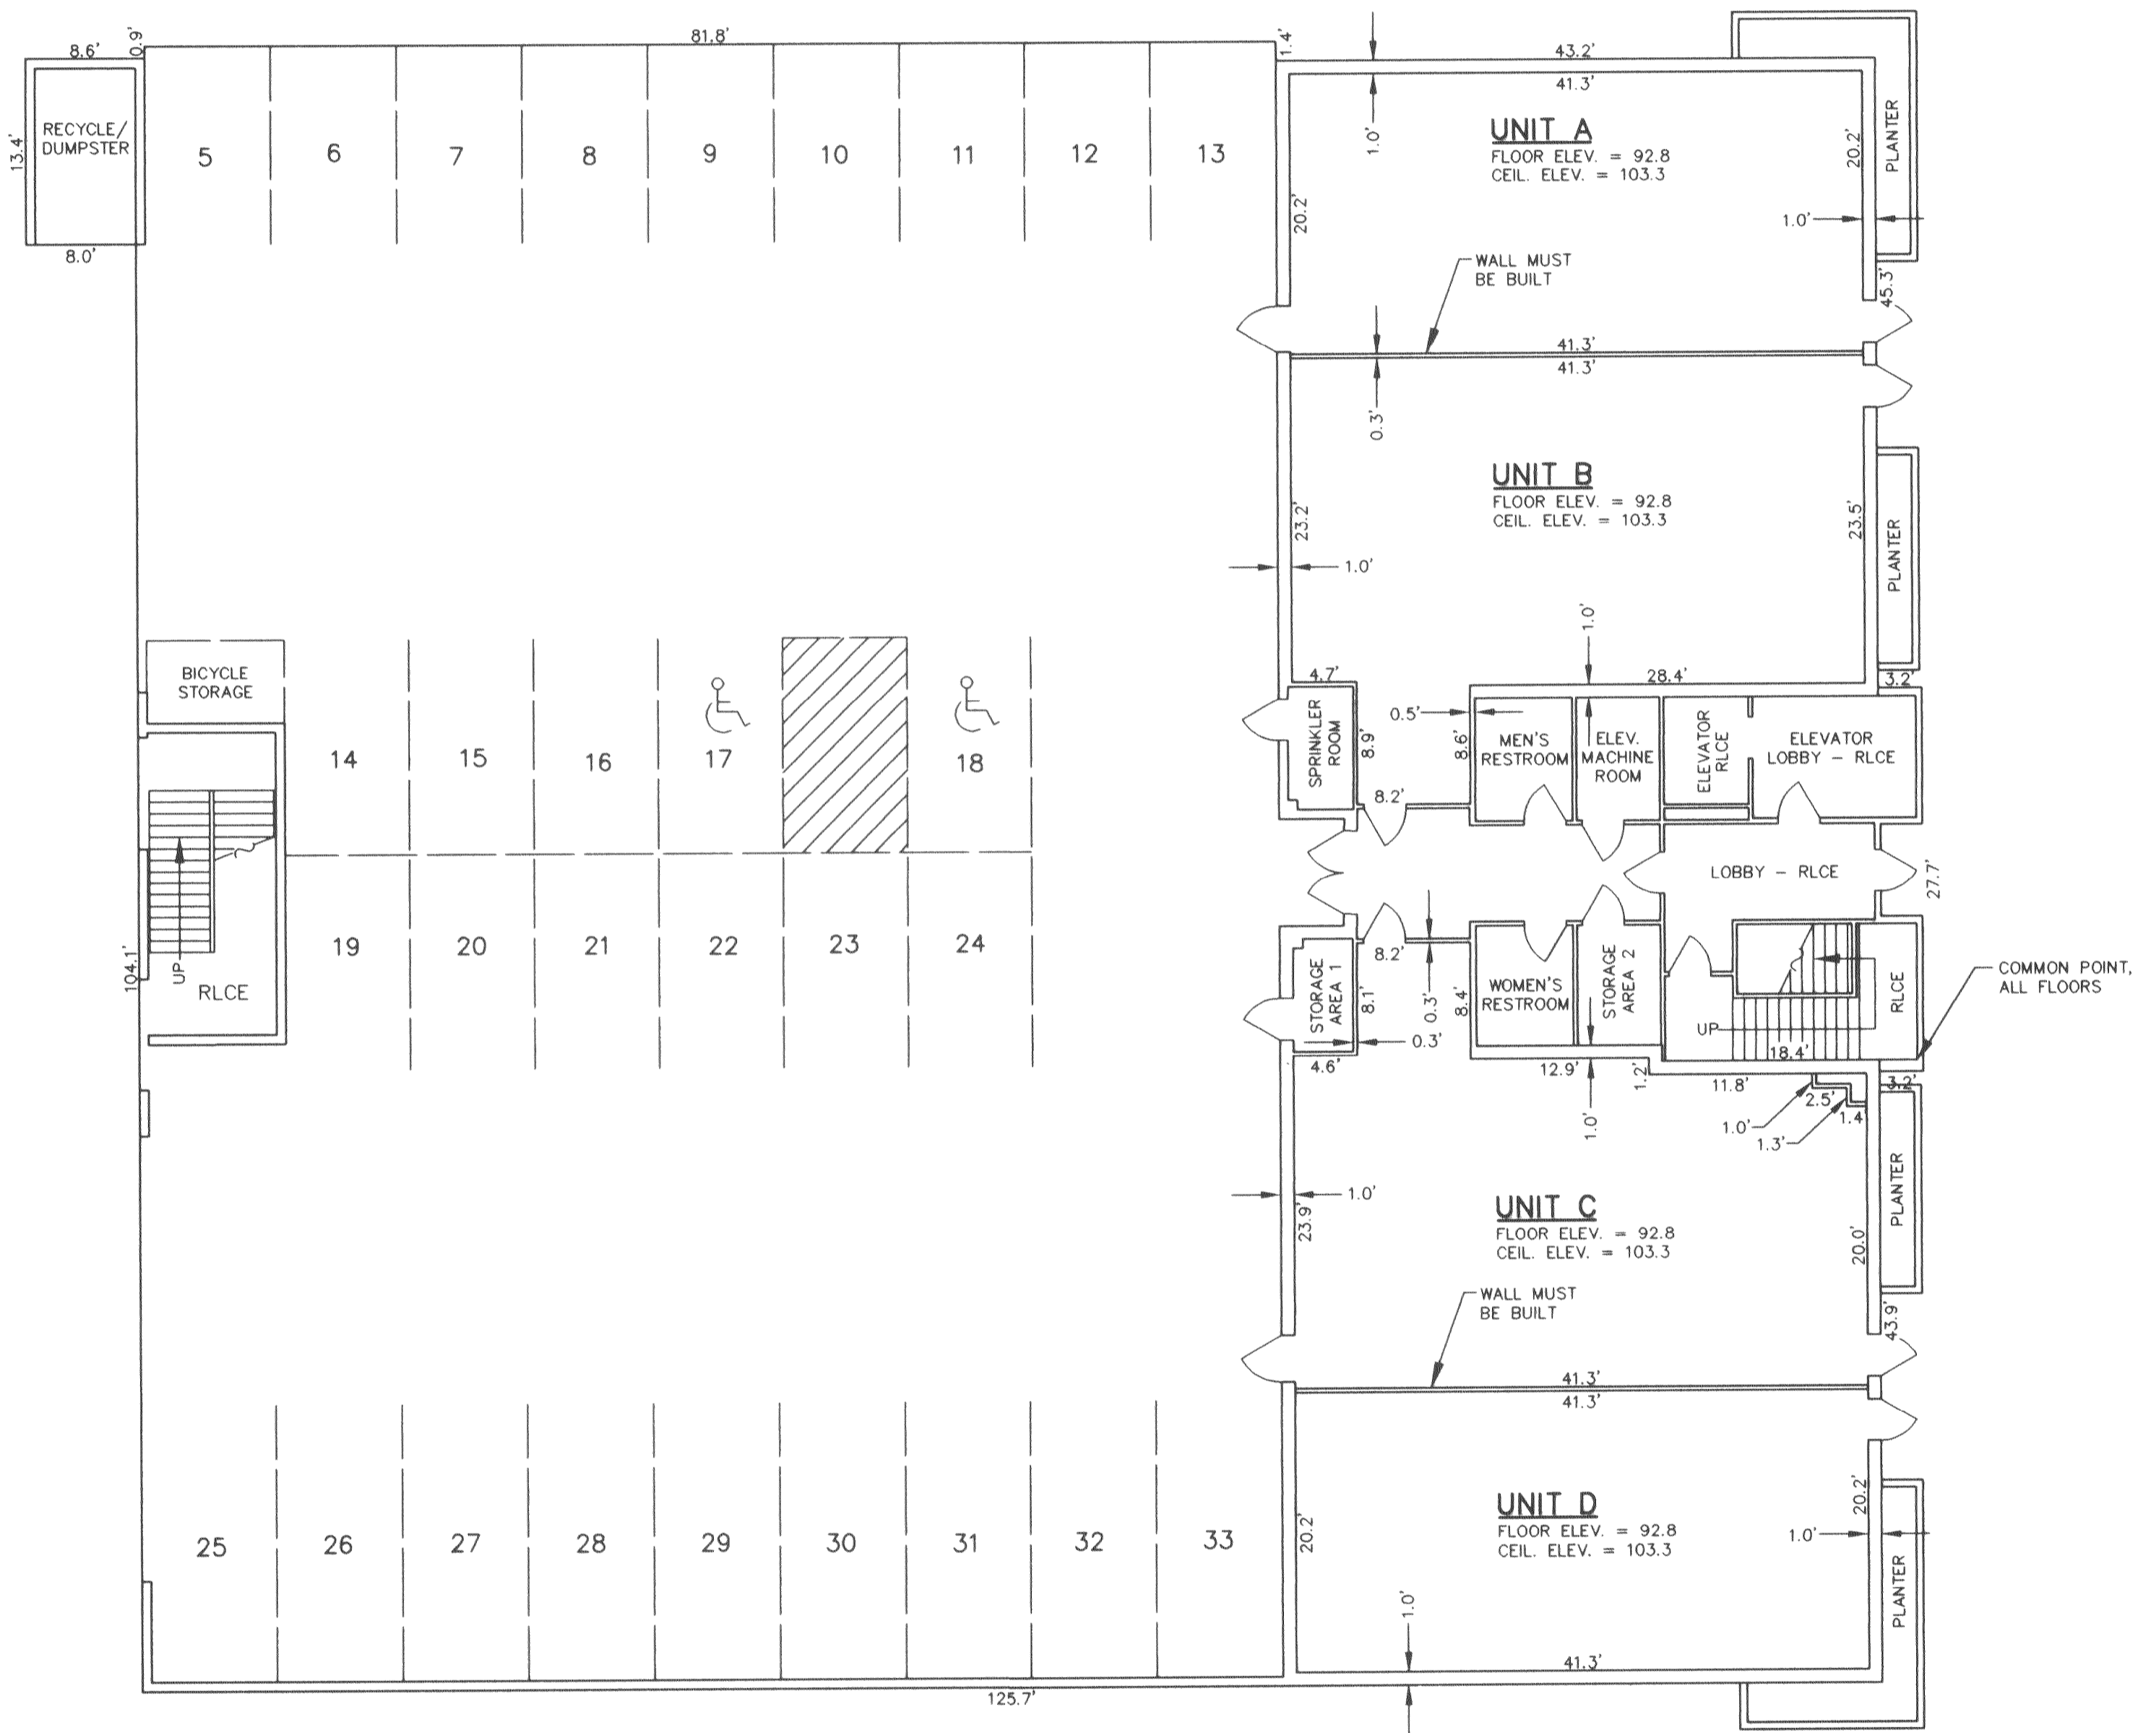 8.6'
0.9'
81.8'
1.4'
43.2'
41.3'
RECYCLE/
DUMPSTER
13.4'
8.0'
5
6
7
8
9
10
11
12
13
1.0'
UNIT A
FLOOR ELEV. = 92.8
CEIL. ELEV. = 103.3
20.2'
20.2'
PLANTER
1.0'
WALL MUST
BE BUILT
45.3'
41.3'
41.3'
0.3'
UNIT B
FLOOR ELEV. = 92.8
CEIL. ELEV. = 103.3
23.2'
23.5'
PLANTER
1.0'
1.0'
4.7'
28.4'
3.2'
BICYCLE
STORAGE
14
15
16
17
18
SPRINKLER
ROOM
8.9'
0.5'
8.6'
MEN'S
RESTROOM
ELEV.
MACHINE
ROOM
ELEVATOR
RLCE
ELEVATOR
LOBBY – RLCE
8.2'
LOBBY – RLCE
27.7'
104.1'
UP
RLCE
19
20
21
22
23
24
STORAGE
AREA 1
8.1'
8.2'
0.3'
8.4'
WOMEN'S
RESTROOM
STORAGE
AREA 2
UP
RLCE
COMMON POINT,
ALL FLOORS
0.3'
4.6'
18.4'
12.9'
1.2'
11.8'
3.2'
1.0'
2.5'
1.3'
1.4'
1.0'
1.0'
UNIT C
FLOOR ELEV. = 92.8
CEIL. ELEV. = 103.3
23.9'
20.0'
PLANTER
WALL MUST
BE BUILT
43.9'
41.3'
41.3'
25
26
27
28
29
30
31
32
33
UNIT D
FLOOR ELEV. = 92.8
CEIL. ELEV. = 103.3
20.2'
20.2'
1.0'
PLANTER
1.0'
41.3'
125.7'